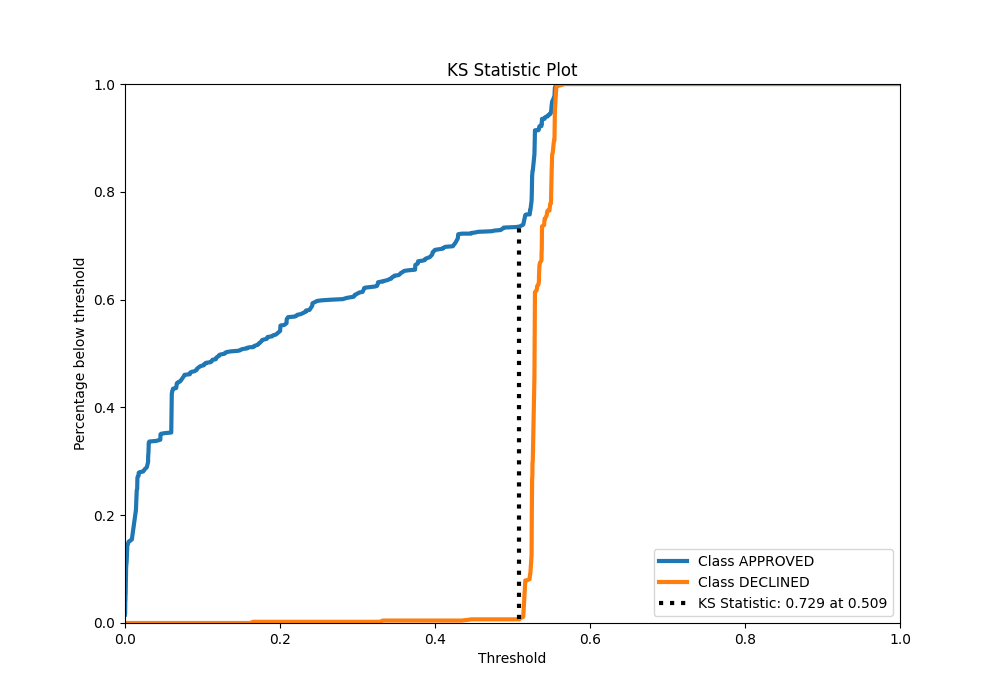 KS Statistic Plot
1.0
0.8
0.6
0.4
0.2
0.0
Percentage below threshold
0.0 0.2 0.4 0.6 0.8 1.0
Threshold
Class APPROVED
Class DECLINED
KS Statistic: 0.729 at 0.509